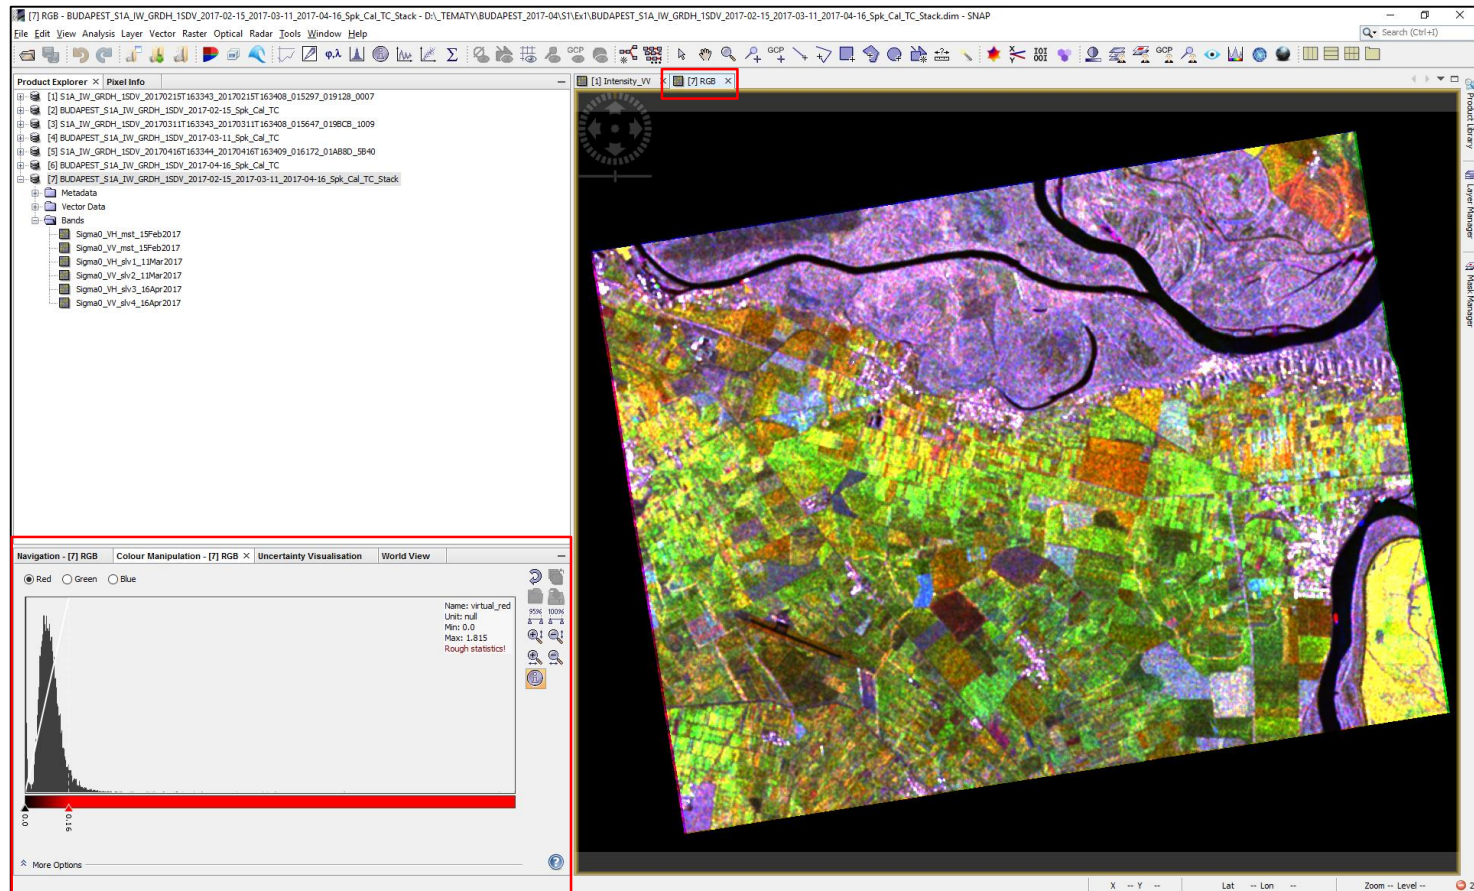 [7] RGB - BUDAPEST_S1A_IW_GRDH_1SDV_2017-02-15_2017-03-11_2017-04-16_Spk_Cal_TC_Stack - D:\_TEMATY\BUDAPEST_2017-04\S1\Ex1\BUDAPEST_S1A_IW_GRDH_1SDV_2017-02-15_2017-03-11_2017-04-16_Spk_Cal_TC_Stack.dim - SNAP
File Edit View Analysis Layer Vector Raster Optical Radar Tools Window Help
Search (Ctrl+I)
Product Explorer × Pixel Info
[1] S1A_IW_GRDH_1SDV_20170215T163343_20170215T163408_015297_019128_0007
[2] BUDAPEST_S1A_IW_GRDH_1SDV_2017-02-15_Spk_Cal_TC
[3] S1A_IW_GRDH_1SDV_20170311T163343_20170311T163408_015647_019BCB_1009
[4] BUDAPEST_S1A_IW_GRDH_1SDV_2017-03-11_Spk_Cal_TC
[5] S1A_IW_GRDH_1SDV_20170416T163344_20170416T163409_016172_01AB8D_5B40
[6] BUDAPEST_S1A_IW_GRDH_1SDV_2017-04-16_Spk_Cal_TC
[7] BUDAPEST_S1A_IW_GRDH_1SDV_2017-02-15_2017-03-11_2017-04-16_Spk_Cal_TC_Stack
Metadata
Vector Data
Bands
Sigma0_VH_mst_15Feb2017
Sigma0_VV_mst_15Feb2017
Sigma0_VH_slv1_11Mar2017
Sigma0_VV_slv2_11Mar2017
Sigma0_VH_slv3_16Apr2017
Sigma0_VV_slv4_16Apr2017
[1] Intensity_VV × [7] RGB ×
Product Library
Layer Manager
Mask Manager
Navigation - [7] RGB Colour Manipulation - [7] RGB × Uncertainty Visualisation World View
Red Green Blue
Name: virtual_red
Unit: null
Min: 0.0
Max: 1.815
Rough statistics!
95% 100%
0.0 0.16
More Options
X -- Y -- Lat -- Lon -- Zoom -- Level --